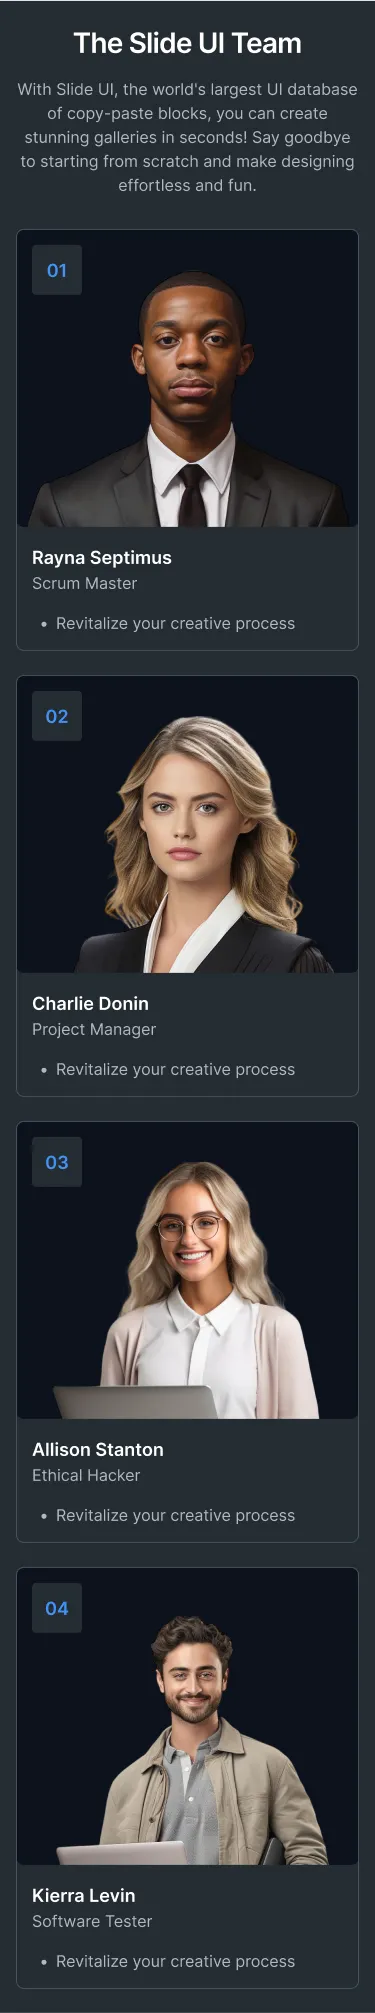 The Slide UI Team
With Slide UI, the world's largest UI database
of copy-paste blocks, you can create
stunning galleries in seconds! Say goodbye
to starting from scratch and make designing
effortless and fun.
01
Rayna Septimus
Scrum Master
• Revitalize your creative process
02
Charlie Donin
Project Manager
• Revitalize your creative process
03
Allison Stanton
Ethical Hacker
• Revitalize your creative process
04
Kierra Levin
Software Tester
• Revitalize your creative process